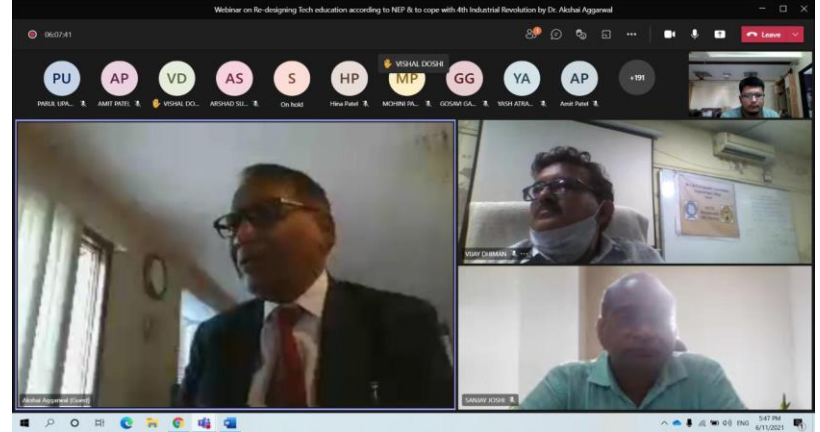 Webinar on Re-designing Tech education according to NEP & to cope with 4th Industrial Revolution by Dr. Akshai Aggarwal
06:07:41
Leave
VISHAL DOSHI
PU AP VD AS S HP MP GG YA AP +191
PARUL UPA... AMIT PATEL VISHAL DO... ARSHAD SU... On hold Hina Patel MOHINI PA... GOSAVI GA... YASH ATRA... Amit Patel
VIJAY DHIMAN
Akshai Aggarwal (Guest)
SANJAY JOSHI
ENG
5:47 PM
6/11/2021